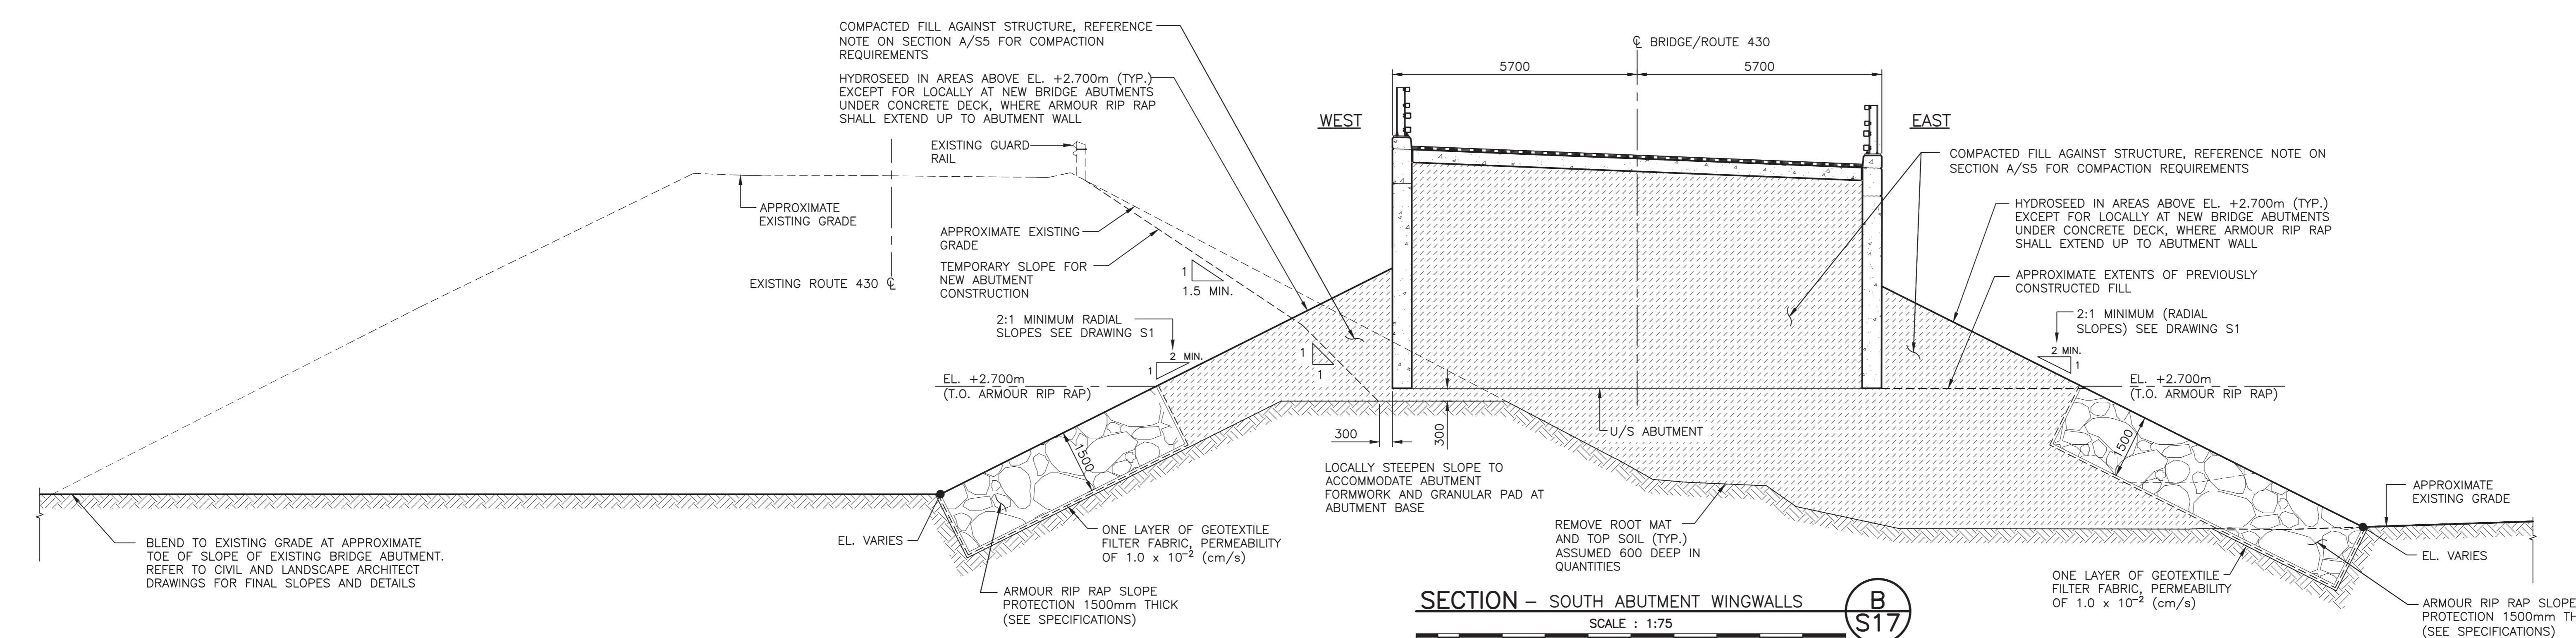 COMPACTED FILL AGAINST STRUCTURE, REFERENCE
NOTE ON SECTION A/S5 FOR COMPACTION
REQUIREMENTS
HYDROSEED IN AREAS ABOVE EL. +2.700m (TYP.)
EXCEPT FOR LOCALLY AT NEW BRIDGE ABUTMENTS
UNDER CONCRETE DECK, WHERE ARMOUR RIP RAP
SHALL EXTEND UP TO ABUTMENT WALL
EXISTING GUARD
RAIL
APPROXIMATE
EXISTING GRADE
EXISTING ROUTE 430 ℄
APPROXIMATE EXISTING
GRADE
TEMPORARY SLOPE FOR
NEW ABUTMENT
CONSTRUCTION
1
1.5 MIN.
2:1 MINIMUM RADIAL
SLOPES SEE DRAWING S1
2 MIN.
1
1
1
EL. +2.700m
(T.O. ARMOUR RIP RAP)
1500
EL. VARIES
BLEND TO EXISTING GRADE AT APPROXIMATE
TOE OF SLOPE OF EXISTING BRIDGE ABUTMENT.
REFER TO CIVIL AND LANDSCAPE ARCHITECT
DRAWINGS FOR FINAL SLOPES AND DETAILS
ONE LAYER OF GEOTEXTILE
FILTER FABRIC, PERMEABILITY
OF 1.0 x 10⁻² (cm/s)
ARMOUR RIP RAP SLOPE
PROTECTION 1500mm THICK
(SEE SPECIFICATIONS)
℄ BRIDGE/ROUTE 430
5700
5700
WEST
EAST
300
300
U/S ABUTMENT
LOCALLY STEEPEN SLOPE TO
ACCOMMODATE ABUTMENT
FORMWORK AND GRANULAR PAD AT
ABUTMENT BASE
REMOVE ROOT MAT
AND TOP SOIL (TYP.)
ASSUMED 600 DEEP IN
QUANTITIES
COMPACTED FILL AGAINST STRUCTURE, REFERENCE NOTE ON
SECTION A/S5 FOR COMPACTION REQUIREMENTS
HYDROSEED IN AREAS ABOVE EL. +2.700m (TYP.)
EXCEPT FOR LOCALLY AT NEW BRIDGE ABUTMENTS
UNDER CONCRETE DECK, WHERE ARMOUR RIP RAP
SHALL EXTEND UP TO ABUTMENT WALL
APPROXIMATE EXTENTS OF PREVIOUSLY
CONSTRUCTED FILL
2:1 MINIMUM (RADIAL
SLOPES) SEE DRAWING S1
2 MIN.
1
EL. +2.700m
(T.O. ARMOUR RIP RAP)
1500
APPROXIMATE
EXISTING GRADE
EL. VARIES
ONE LAYER OF GEOTEXTILE
FILTER FABRIC, PERMEABILITY
OF 1.0 x 10⁻² (cm/s)
ARMOUR RIP RAP SLOPE
PROTECTION 1500mm TH
(SEE SPECIFICATIONS)
SECTION – SOUTH ABUTMENT WINGWALLS
SCALE : 1:75
B
S17